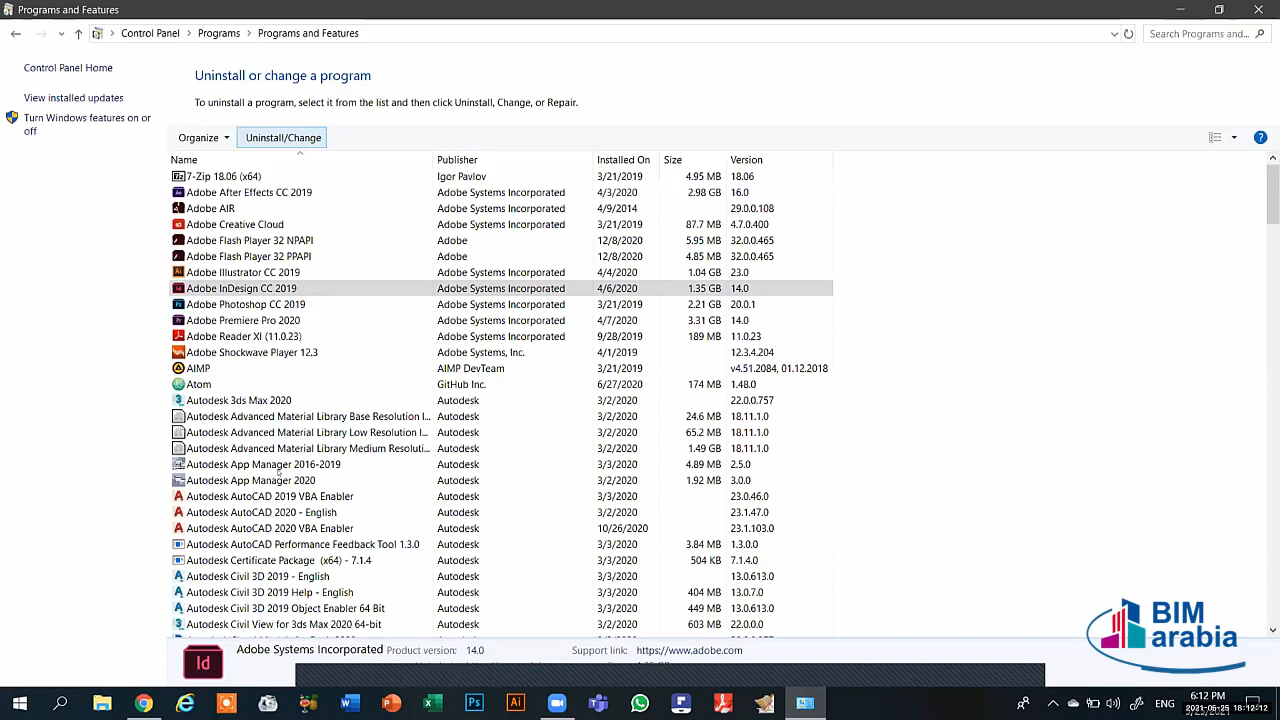 Programs and Features
Control Panel > Programs > Programs and Features
Search Programs and...
Control Panel Home
View installed updates
Turn Windows features on or off
Uninstall or change a program
To uninstall a program, select it from the list and then click Uninstall, Change, or Repair.
Organize Uninstall/Change
Name Publisher Installed On Size Version
7-Zip 18.06 (x64) Igor Pavlov 3/21/2019 4.95 MB 18.06
Adobe After Effects CC 2019 Adobe Systems Incorporated 4/3/2020 2.98 GB 16.0
Adobe AIR Adobe Systems Incorporated 4/9/2014 29.0.0.108
Adobe Creative Cloud Adobe Systems Incorporated 3/21/2019 87.7 MB 4.7.0.400
Adobe Flash Player 32 NPAPI Adobe 12/8/2020 5.95 MB 32.0.0.465
Adobe Flash Player 32 PPAPI Adobe 12/8/2020 4.85 MB 32.0.0.465
Adobe Illustrator CC 2019 Adobe Systems Incorporated 4/4/2020 1.04 GB 23.0
Adobe InDesign CC 2019 Adobe Systems Incorporated 4/6/2020 1.35 GB 14.0
Adobe Photoshop CC 2019 Adobe Systems Incorporated 3/21/2019 2.21 GB 20.0.1
Adobe Premiere Pro 2020 Adobe Systems Incorporated 4/7/2020 3.31 GB 14.0
Adobe Reader XI (11.0.23) Adobe Systems Incorporated 9/28/2019 189 MB 11.0.23
Adobe Shockwave Player 12.3 Adobe Systems, Inc. 4/1/2019 12.3.4.204
AIMP AIMP DevTeam 3/21/2019 v4.51.2084, 01.12.2018
Atom GitHub Inc. 6/27/2020 174 MB 1.48.0
Autodesk 3ds Max 2020 Autodesk 3/2/2020 22.0.0.757
Autodesk Advanced Material Library Base Resolution I... Autodesk 3/2/2020 24.6 MB 18.11.1.0
Autodesk Advanced Material Library Low Resolution I... Autodesk 3/2/2020 65.2 MB 18.11.1.0
Autodesk Advanced Material Library Medium Resoluti... Autodesk 3/2/2020 1.49 GB 18.11.1.0
Autodesk App Manager 2016-2019 Autodesk 3/3/2020 4.89 MB 2.5.0
Autodesk App Manager 2020 Autodesk 3/3/2020 1.92 MB 3.0.0
Autodesk AutoCAD 2019 VBA Enabler Autodesk 3/3/2020 23.0.46.0
Autodesk AutoCAD 2020 - English Autodesk 3/3/2020 23.1.47.0
Autodesk AutoCAD 2020 VBA Enabler Autodesk 10/26/2020 23.1.103.0
Autodesk AutoCAD Performance Feedback Tool 1.3.0 Autodesk 3/3/2020 3.84 MB 1.3.0.0
Autodesk Certificate Package (x64) - 7.1.4 Autodesk 3/3/2020 504 KB 7.1.4.0
Autodesk Civil 3D 2019 - English Autodesk 3/3/2020 13.0.613.0
Autodesk Civil 3D 2019 Help - English Autodesk 3/3/2020 404 MB 13.0.7.0
Autodesk Civil 3D 2019 Object Enabler 64 Bit Autodesk 3/3/2020 449 MB 13.0.613.0
Autodesk Civil View for 3ds Max 2020 64-bit Autodesk 3/2/2020 603 MB 22.0.0.0
Adobe Systems Incorporated Product version: 14.0 Support link: https://www.adobe.com
Id
BIM
arabia
ENG
6:12 PM
2021-05-25 18:12:12